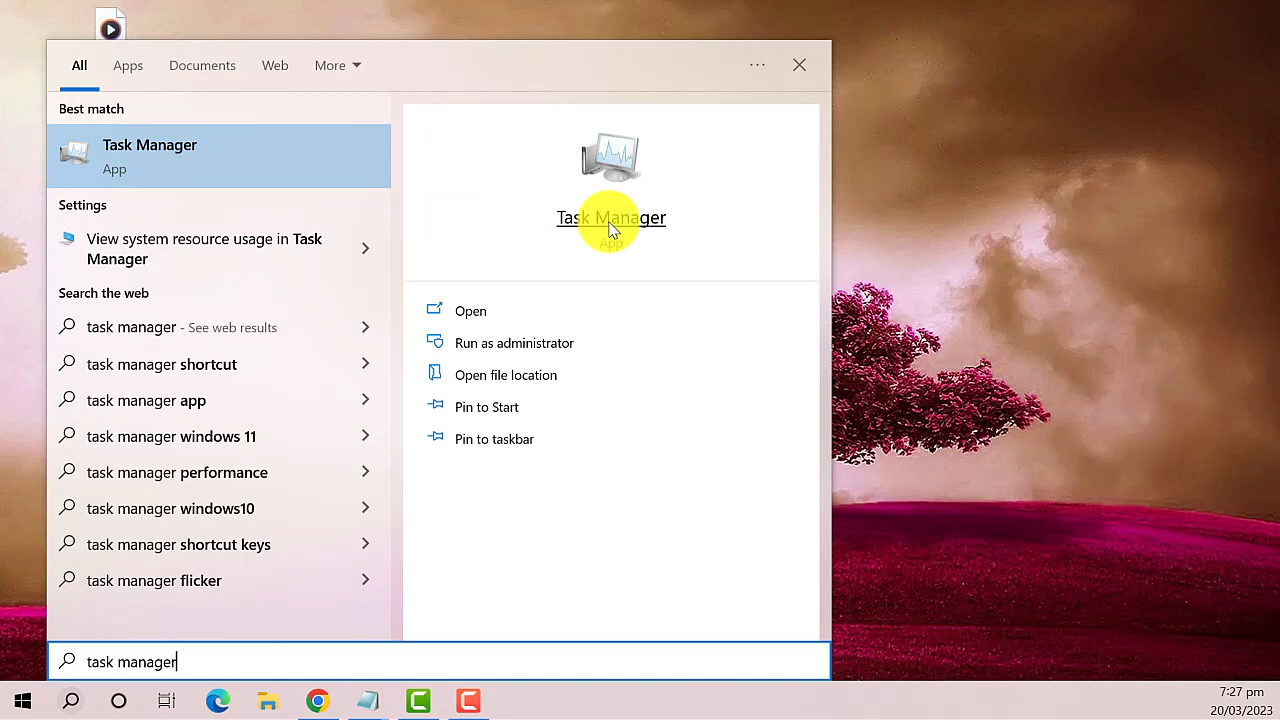 All Apps Documents Web More
Best match
Task Manager
App
Settings
View system resource usage in Task
Manager
Search the web
task manager - See web results
task manager shortcut
task manager app
task manager windows 11
task manager performance
task manager windows10
task manager shortcut keys
task manager flicker
Task Manager
App
Open
Run as administrator
Open file location
Pin to Start
Pin to taskbar
task manager
7:27 pm
20/03/2023